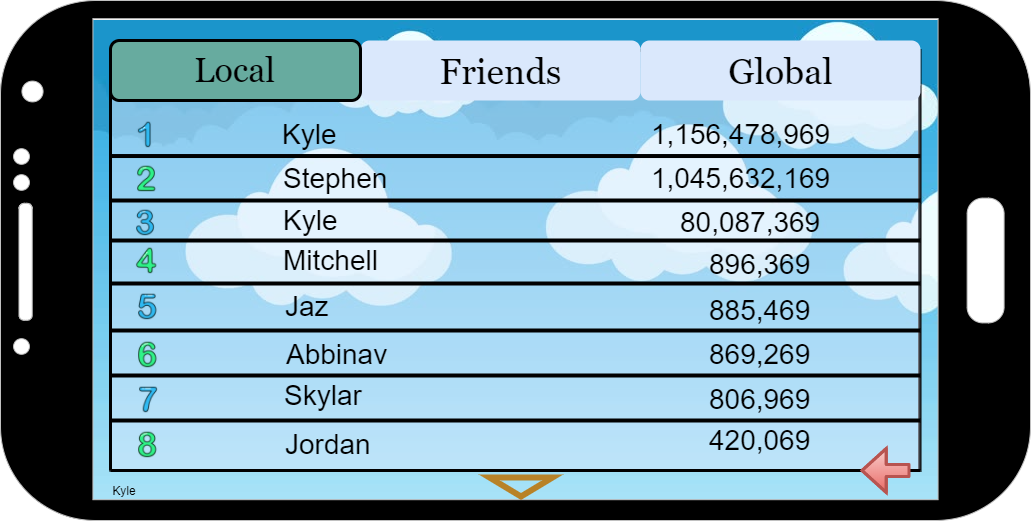 Local Friends Global
1 Kyle 1,156,478,969
2 Stephen 1,045,632,169
3 Kyle 80,087,369
4 Mitchell 896,369
5 Jaz 885,469
6 Abbinav 869,269
7 Skylar 806,969
8 Jordan 420,069
Kyle